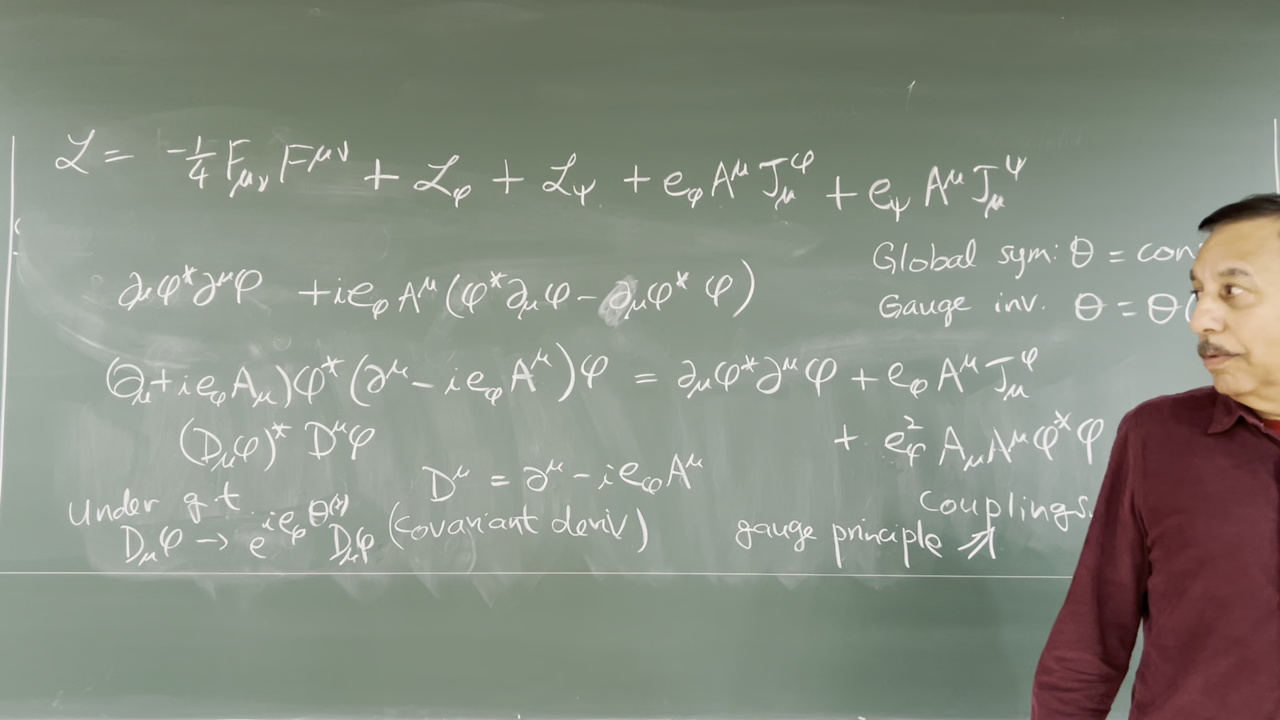 ℒ = -¼ F_μν F^μν + ℒ_φ + ℒ_ψ + e_φ A^μ J_μ^φ + e_ψ A^μ J_μ^ψ
Global sym: θ = con
∂_μφ*∂^μφ + ie_φ A^μ (φ*∂_μφ - ∂_μφ* φ)
Gauge inv. θ = θ(
(∂_μ + ie_φ A_μ)φ* (∂^μ - ie_φ A^μ)φ = ∂_μφ*∂^μφ + e_φ A^μ J_μ^φ
(D_μφ)* D^μφ
+ e_φ² A_μ A^μ φ*φ
D^μ = ∂^μ - ie_φ A^μ
couplings.
Under g t
D_μφ → e^{ie_φ θ(x)} D_μφ (covariant deriv)
gauge principle ⇗